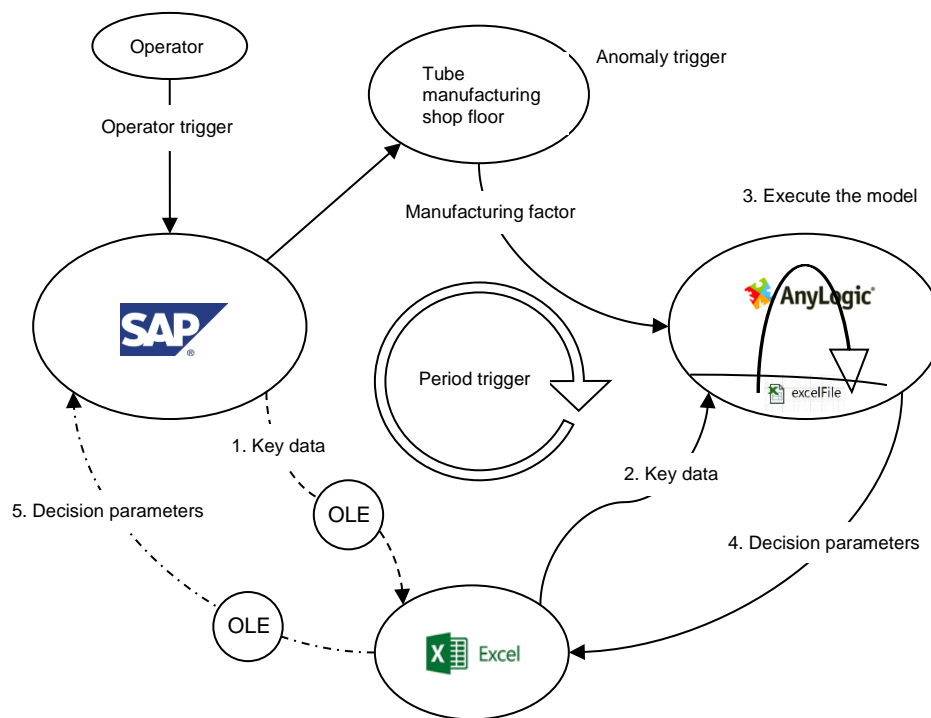 Operator
Anomaly trigger
Tube
manufacturing
shop floor
Operator trigger
3. Execute the model
Manufacturing factor
SAP®
AnyLogic®
Period trigger
excelFile
1. Key data
2. Key data
5. Decision parameters
OLE
4. Decision parameters
OLE
X Excel